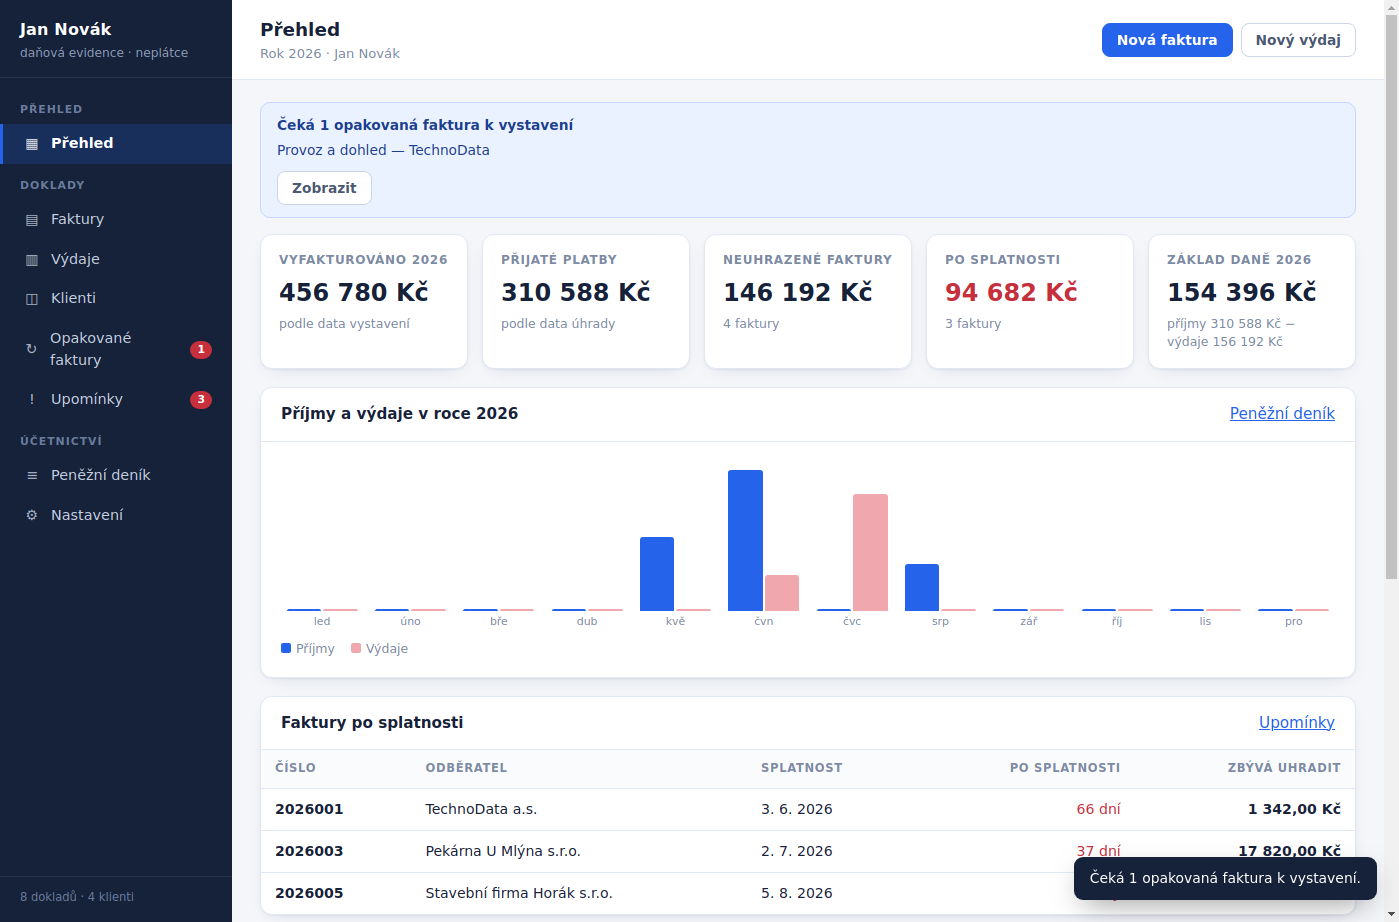 Jan Novák
daňová evidence · neplátce
PŘEHLED
Přehled
DOKLADY
Faktury
Výdaje
Klienti
Opakované
faktury
1
Upomínky
3
ÚČETNICTVÍ
Peněžní deník
Nastavení
8 dokladů · 4 klienti
Přehled
Rok 2026 · Jan Novák
Nová faktura
Nový výdaj
Čeká 1 opakovaná faktura k vystavení
Provoz a dohled — TechnoData
Zobrazit
VYFAKTUROVÁNO 2026
456 780 Kč
podle data vystavení
PŘIJATÉ PLATBY
310 588 Kč
podle data úhrady
NEUHRAZENÉ FAKTURY
146 192 Kč
4 faktury
PO SPLATNOSTI
94 682 Kč
3 faktury
ZÁKLAD DANĚ 2026
154 396 Kč
příjmy 310 588 Kč −
výdaje 156 192 Kč
Příjmy a výdaje v roce 2026
Peněžní deník
led úno bře dub kvě čvn čvc srp zář říj lis pro
Příjmy Výdaje
Faktury po splatnosti
Upomínky
ČÍSLO ODBĚRATEL SPLATNOST PO SPLATNOSTI ZBÝVÁ UHRADIT
2026001 TechnoData a.s. 3. 6. 2026 66 dní 1 342,00 Kč
2026003 Pekárna U Mlýna s.r.o. 2. 7. 2026 37 dní 17 820,00 Kč
2026005 Stavební firma Horák s.r.o. 5. 8. 2026
Čeká 1 opakovaná faktura k vystavení.